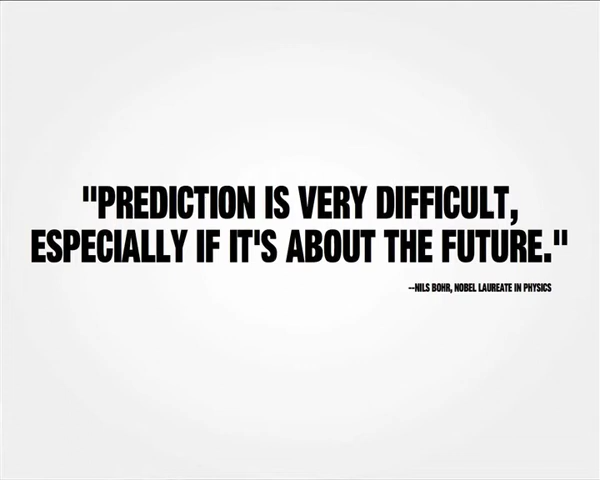 "PREDICTION IS VERY DIFFICULT,
ESPECIALLY IF IT'S ABOUT THE FUTURE."
--NILS BOHR, NOBEL LAUREATE IN PHYSICS